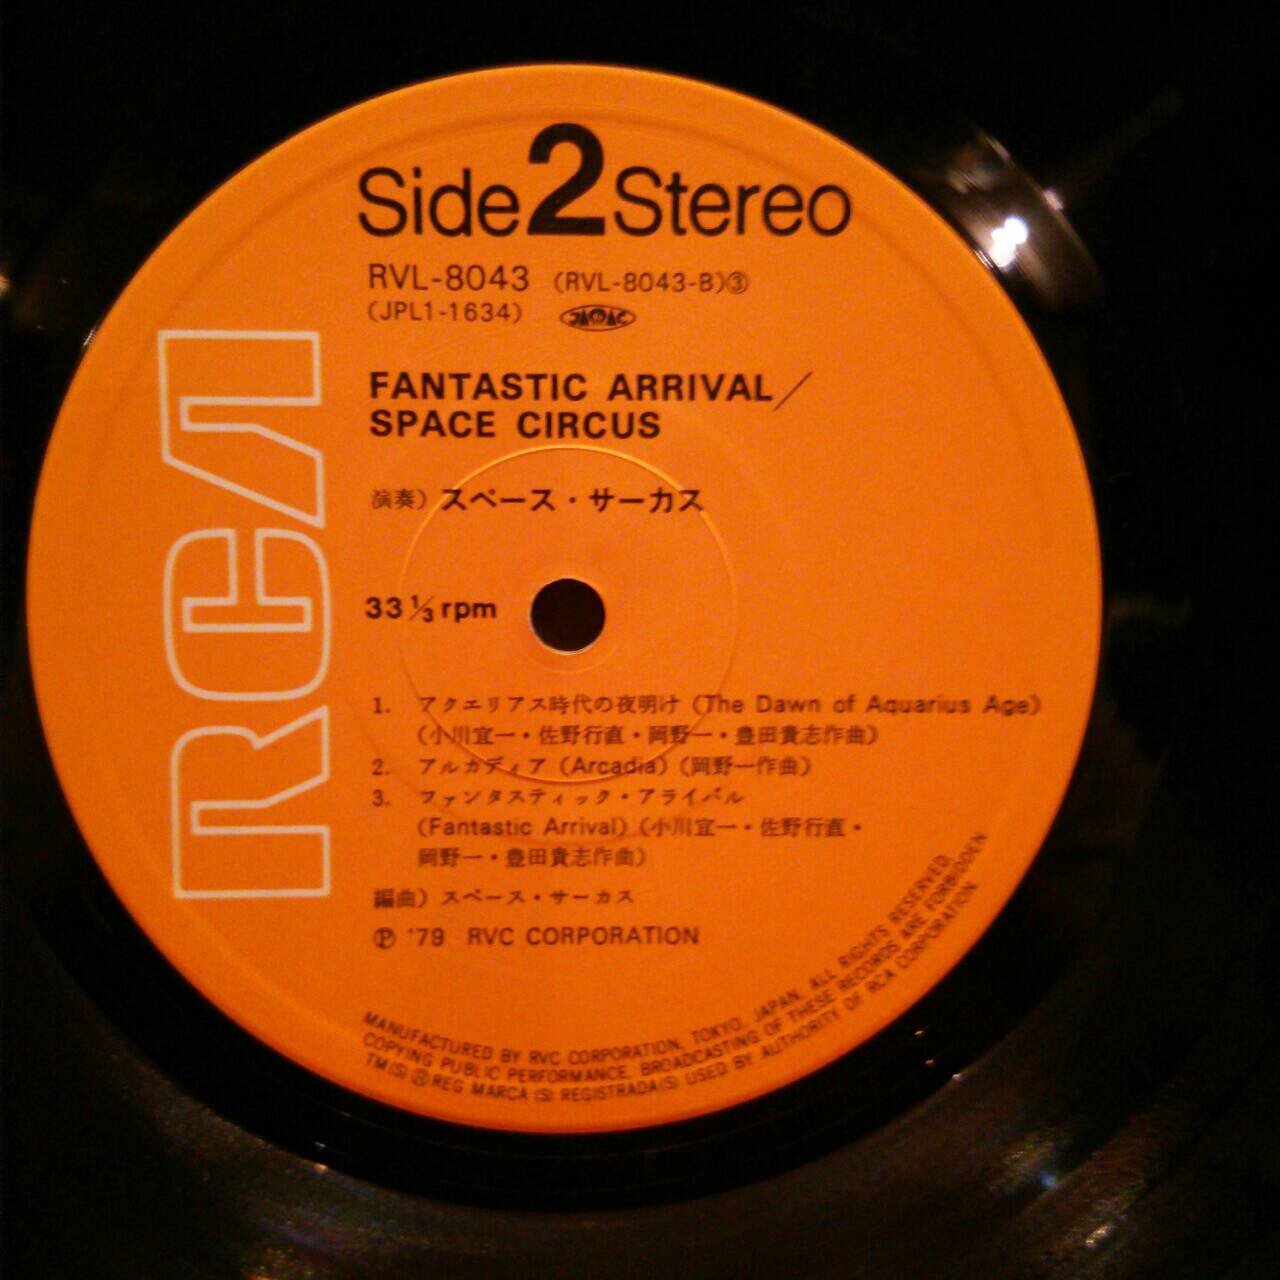 Side 2 Stereo
RVL-8043 (RVL-8043-B)③
(JPL1-1634) JASRAC
FANTASTIC ARRIVAL／
SPACE CIRCUS
演奏）スペース・サーカス
33⅓rpm
1. アクエリアス時代の夜明け (The Dawn of Aquarius Age)
(小川宜一・佐野行直・岡野一・豊田貴志作曲)
2. アルカディア (Arcadia) (岡野一作曲)
3. ファンタスティック・アライバル
(Fantastic Arrival) (小川宜一・佐野行直・
岡野一・豊田貴志作曲)
編曲）スペース・サーカス
Ⓟ '79 RVC CORPORATION
RCA
MANUFACTURED BY RVC CORPORATION, TOKYO, JAPAN, ALL RIGHTS RESERVED,
COPYING PUBLIC PERFORMANCE, BROADCASTING OF THESE RECORDS ARE FORBIDDEN
TM(S) Ⓡ REG MARCA (S) REGISTRADA(S) USED BY AUTHORITY OF RCA CORPORATION